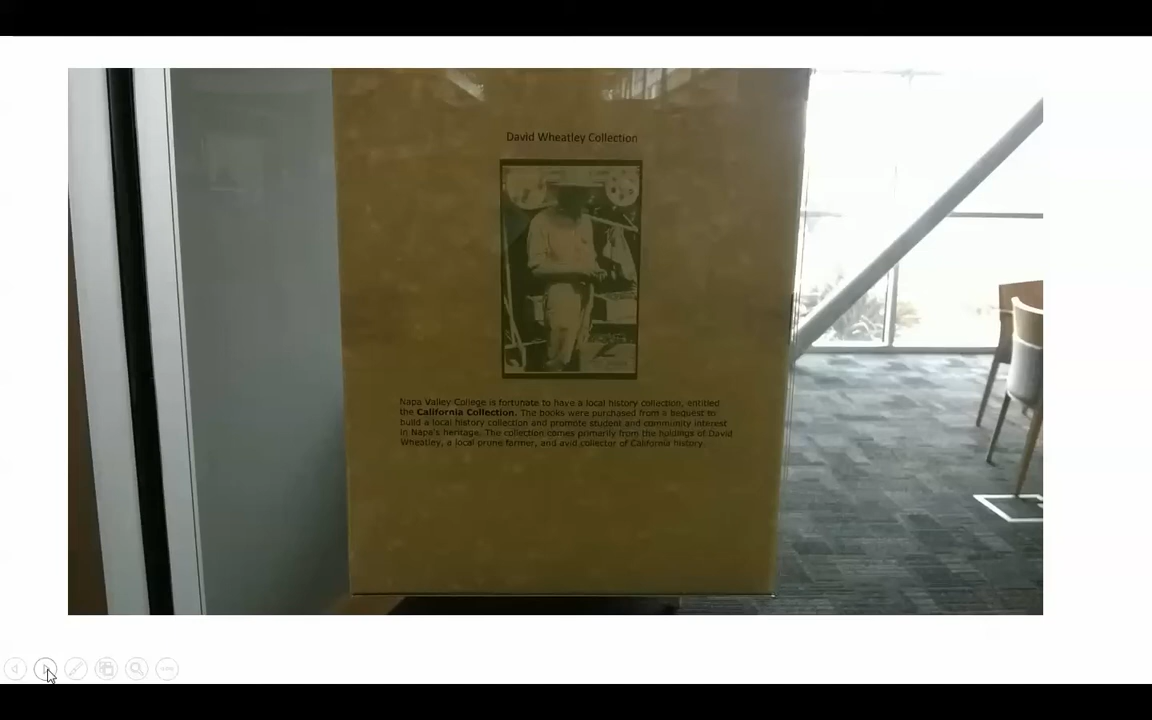 David Wheatley Collection
Napa Valley College is fortunate to have a local history collection, entitled
the California Collection. The books were purchased from a bequest to
build a local history collection and promote student and community interest
in Napa's heritage. The collection comes primarily from the holdings of David
Wheatley, a local prune farmer, and avid collector of California history.